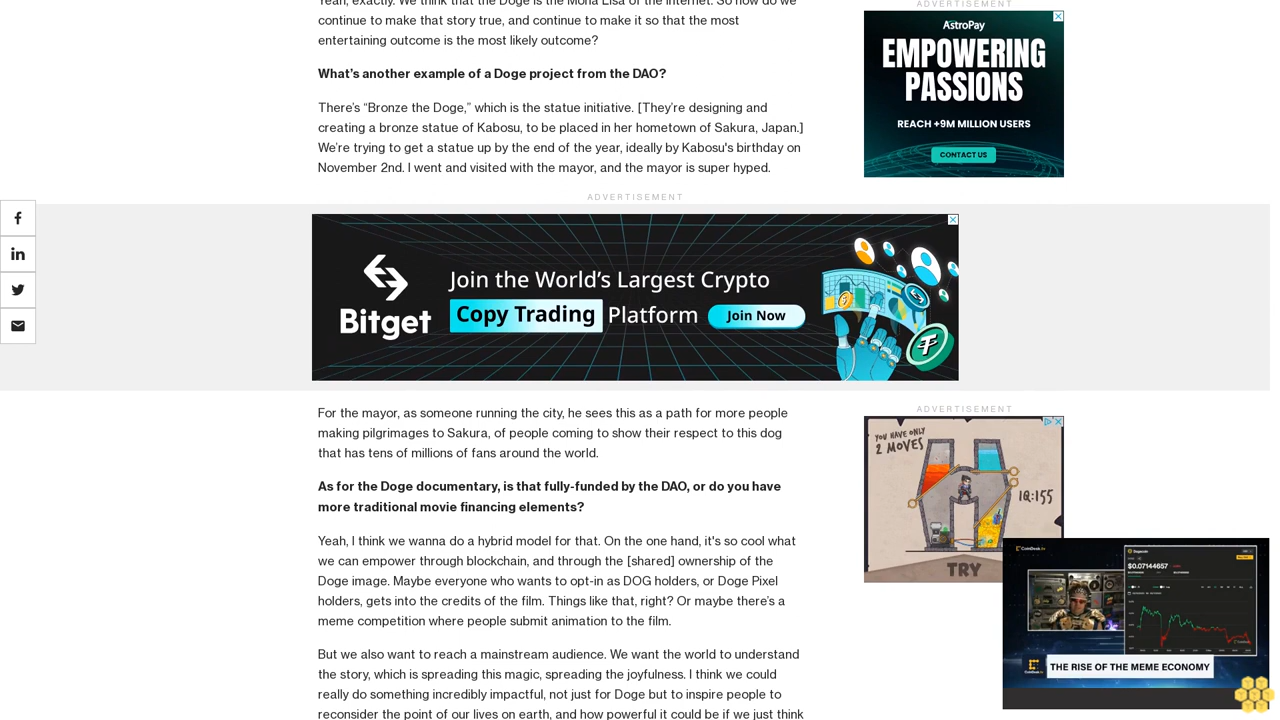 Yeah, exactly. We think that the Doge is the Mona Lisa of the internet. So how do we
continue to make that story true, and continue to make it so that the most
entertaining outcome is the most likely outcome?
What’s another example of a Doge project from the DAO?
There’s “Bronze the Doge,” which is the statue initiative. [They’re designing and
creating a bronze statue of Kabosu, to be placed in her hometown of Sakura, Japan.]
We’re trying to get a statue up by the end of the year, ideally by Kabosu's birthday on
November 2nd. I went and visited with the mayor, and the mayor is super hyped.
ADVERTISEMENT
AstroPay
EMPOWERING
PASSIONS
REACH +9M MILLION USERS
CONTACT US
ADVERTISEMENT
Bitget
Join the World’s Largest Crypto
Copy Trading Platform
Join Now
For the mayor, as someone running the city, he sees this as a path for more people
making pilgrimages to Sakura, of people coming to show their respect to this dog
that has tens of millions of fans around the world.
As for the Doge documentary, is that fully-funded by the DAO, or do you have
more traditional movie financing elements?
Yeah, I think we wanna do a hybrid model for that. On the one hand, it's so cool what
we can empower through blockchain, and through the [shared] ownership of the
Doge image. Maybe everyone who wants to opt-in as DOG holders, or Doge Pixel
holders, gets into the credits of the film. Things like that, right? Or maybe there’s a
meme competition where people submit animation to the film.
But we also want to reach a mainstream audience. We want the world to understand
the story, which is spreading this magic, spreading the joyfulness. I think we could
really do something incredibly impactful, not just for Doge but to inspire people to
reconsider the point of our lives on earth, and how powerful it could be if we just think
ADVERTISEMENT
YOU HAVE ONLY
2 MOVES
IQ:155
TRY
CoinDesk.tv
Dogecoin
$0.07144657
CoinDesk
THE RISE OF THE MEME ECONOMY